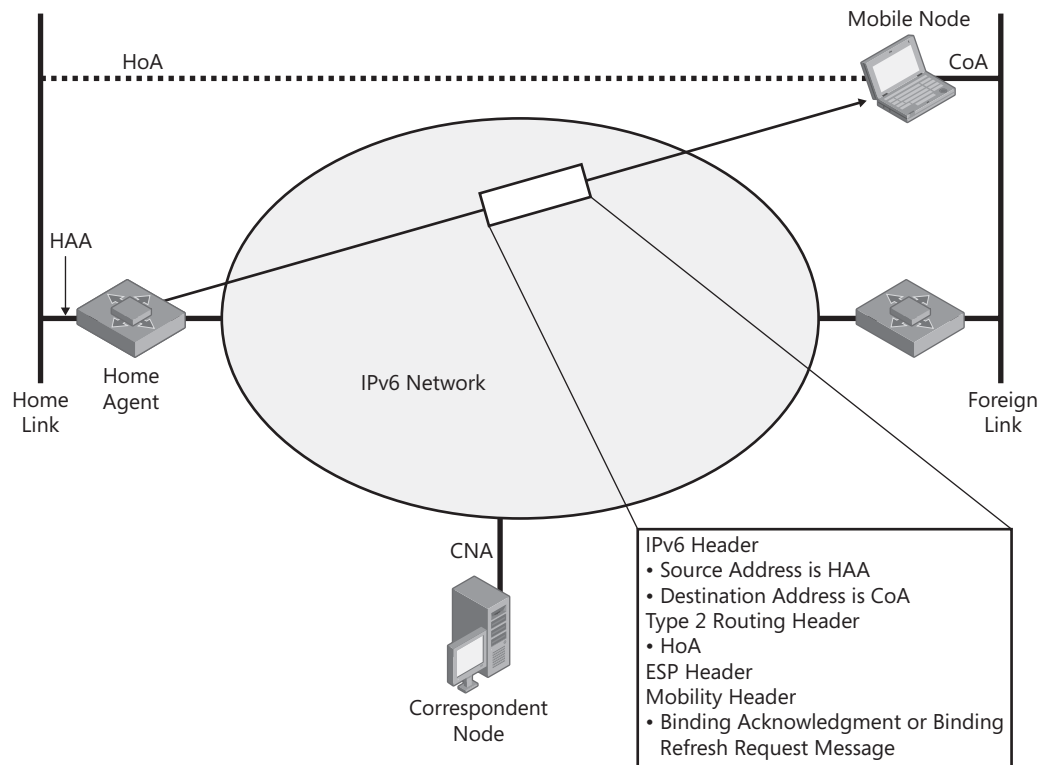 Mobile Node
HoA
CoA
HAA
Home
Agent
Home
Link
IPv6 Network
Foreign
Link
CNA
Correspondent
Node
IPv6 Header
• Source Address is HAA
• Destination Address is CoA
Type 2 Routing Header
• HoA
ESP Header
Mobility Header
• Binding Acknowledgment or Binding
Refresh Request Message